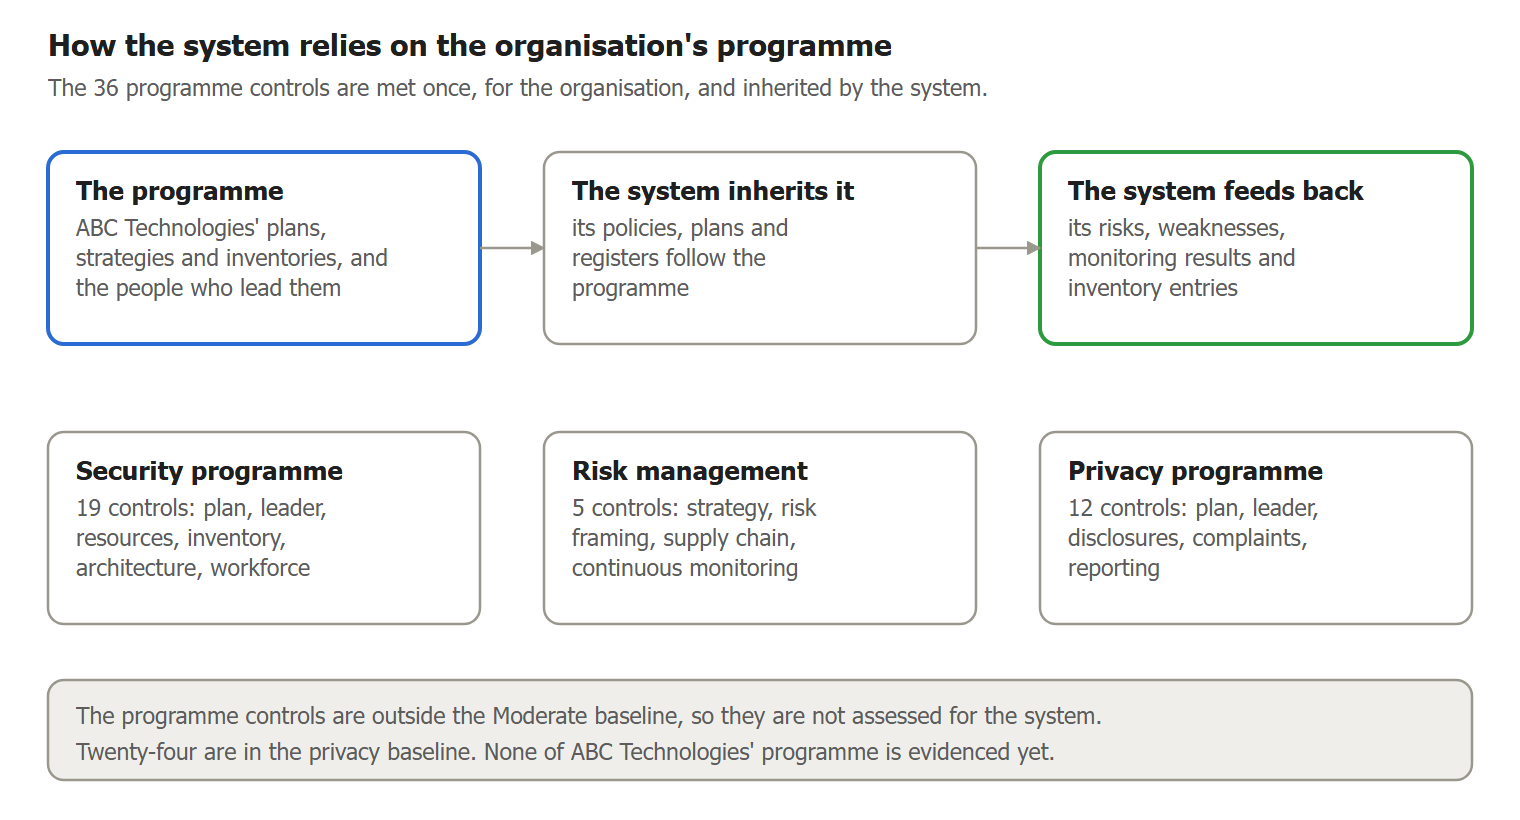 How the system relies on the organisation's programme
The 36 programme controls are met once, for the organisation, and inherited by the system.
The programme
ABC Technologies' plans,
strategies and inventories, and
the people who lead them
The system inherits it
its policies, plans and
registers follow the
programme
The system feeds back
its risks, weaknesses,
monitoring results and
inventory entries
Security programme
19 controls: plan, leader,
resources, inventory,
architecture, workforce
Risk management
5 controls: strategy, risk
framing, supply chain,
continuous monitoring
Privacy programme
12 controls: plan, leader,
disclosures, complaints,
reporting
The programme controls are outside the Moderate baseline, so they are not assessed for the system.
Twenty-four are in the privacy baseline. None of ABC Technologies' programme is evidenced yet.